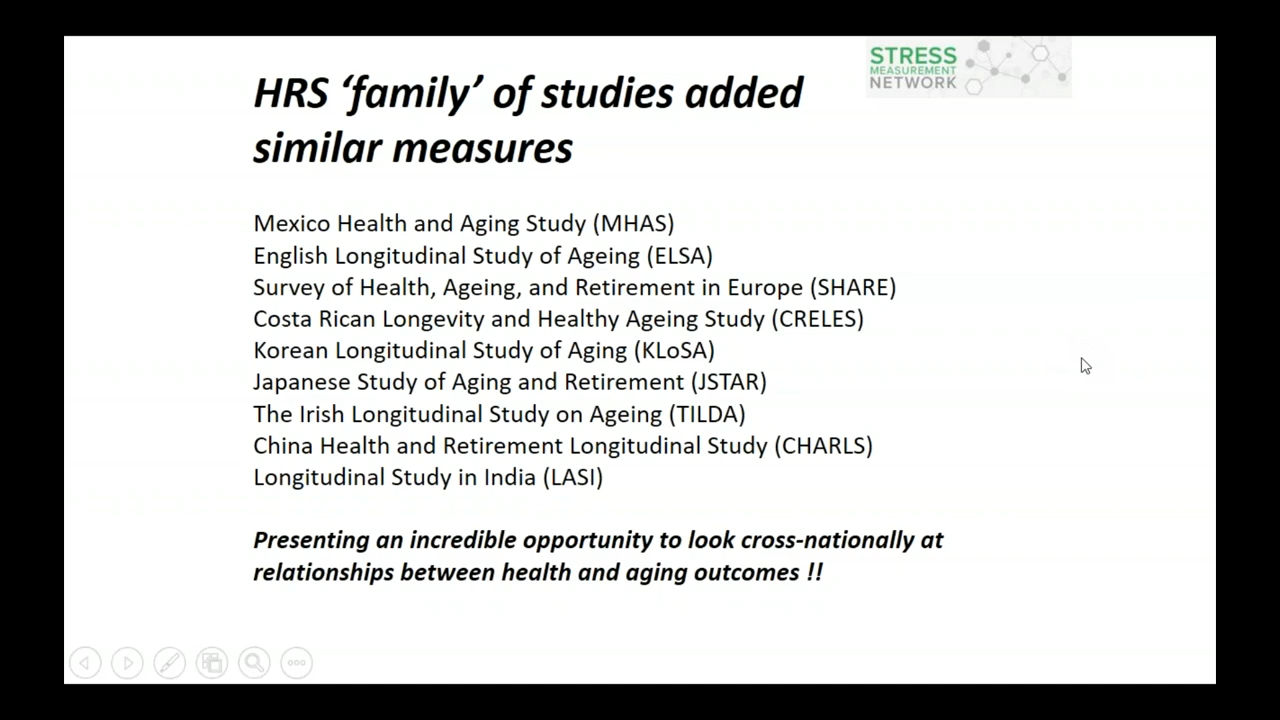 STRESS
MEASUREMENT
NETWORK
HRS ‘family’ of studies added
similar measures
Mexico Health and Aging Study (MHAS)
English Longitudinal Study of Ageing (ELSA)
Survey of Health, Ageing, and Retirement in Europe (SHARE)
Costa Rican Longevity and Healthy Ageing Study (CRELES)
Korean Longitudinal Study of Aging (KLoSA)
Japanese Study of Aging and Retirement (JSTAR)
The Irish Longitudinal Study on Ageing (TILDA)
China Health and Retirement Longitudinal Study (CHARLS)
Longitudinal Study in India (LASI)
Presenting an incredible opportunity to look cross-nationally at
relationships between health and aging outcomes !!